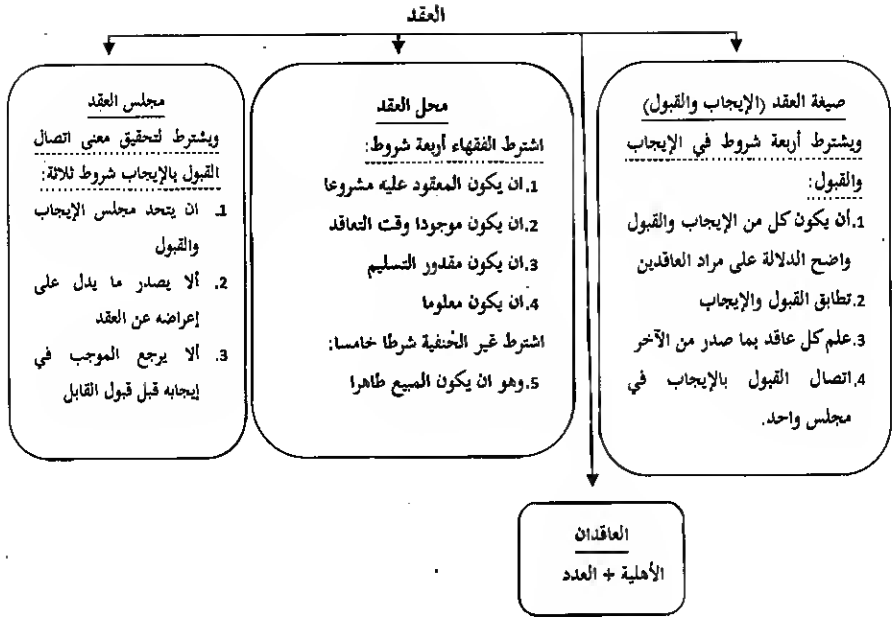 العقد
صيغة العقد (الإيجاب والقبول)
ويشترط أربعة شروط في الإيجاب
والقبول:
1.أن يكون كل من الإيجاب والقبول
واضح الدلالة على مراد العاقدين
2.تطابق القبول والإيجاب
3.علم كل عاقد بما صدر من الآخر
4.اتصال القبول بالإيجاب في
مجلس واحد.
محل العقد
اشترط الفقهاء أربعة شروط:
1.ان يكون المعقود عليه مشروعا
2.ان يكون موجودا وقت التعاقد
3.ان يكون مقدور التسليم
4.ان يكون معلوما
اشترط غير الحنفية شرطا خامسا:
5.وهو ان يكون المبيع طاهرا
مجلس العقد
ويشترط لتحقيق معنى اتصال
القبول بالإيجاب شروط ثلاثة:
1. ان يتحد مجلس الإيجاب
والقبول
2. ألا يصدر ما يدل على
إعراضه عن العقد
3. ألا يرجع الموجب في
إيجابه قبل قبول القابل
العاقدان
الأهلية + العدد